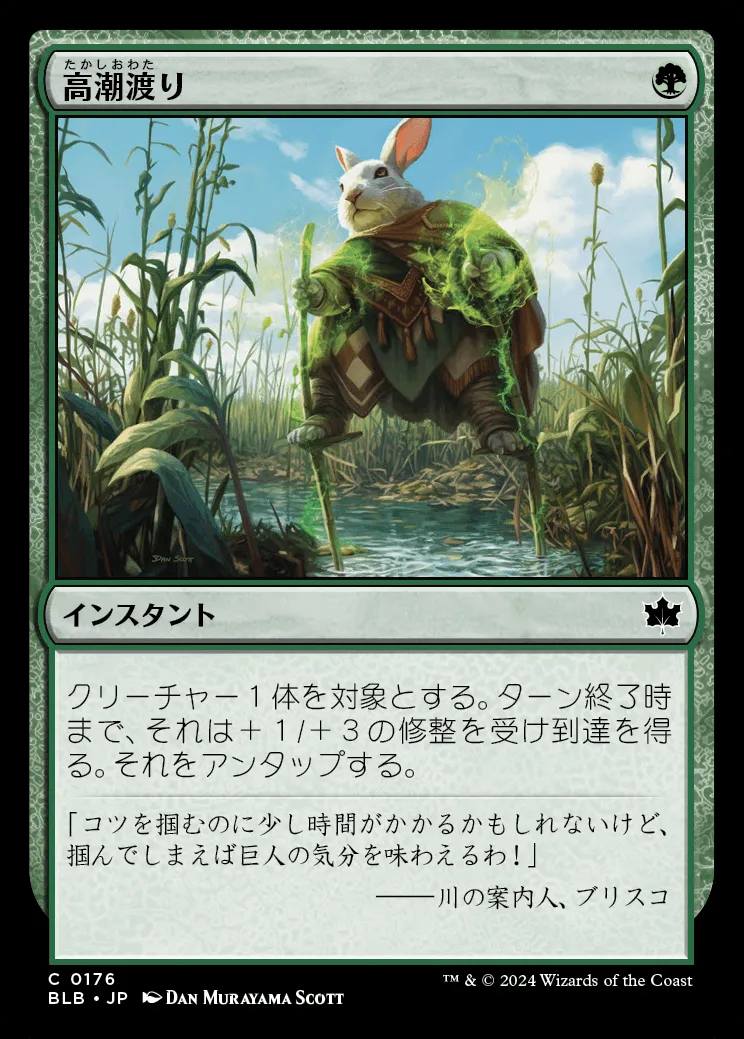 たかしおわた
高潮渡り
DAN SCOTT
インスタント
クリーチャー1体を対象とする。ターン終了時
まで、それは+1/+3の修整を受け到達を得
る。それをアンタップする。
「コツを掴むのに少し時間がかかるかもしれないけど、
掴んでしまえば巨人の気分を味わえるわ!」
――川の案内人、ブリスコ
C 0176
BLB • JP DAN MURAYAMA SCOTT
™ & © 2024 Wizards of the Coast